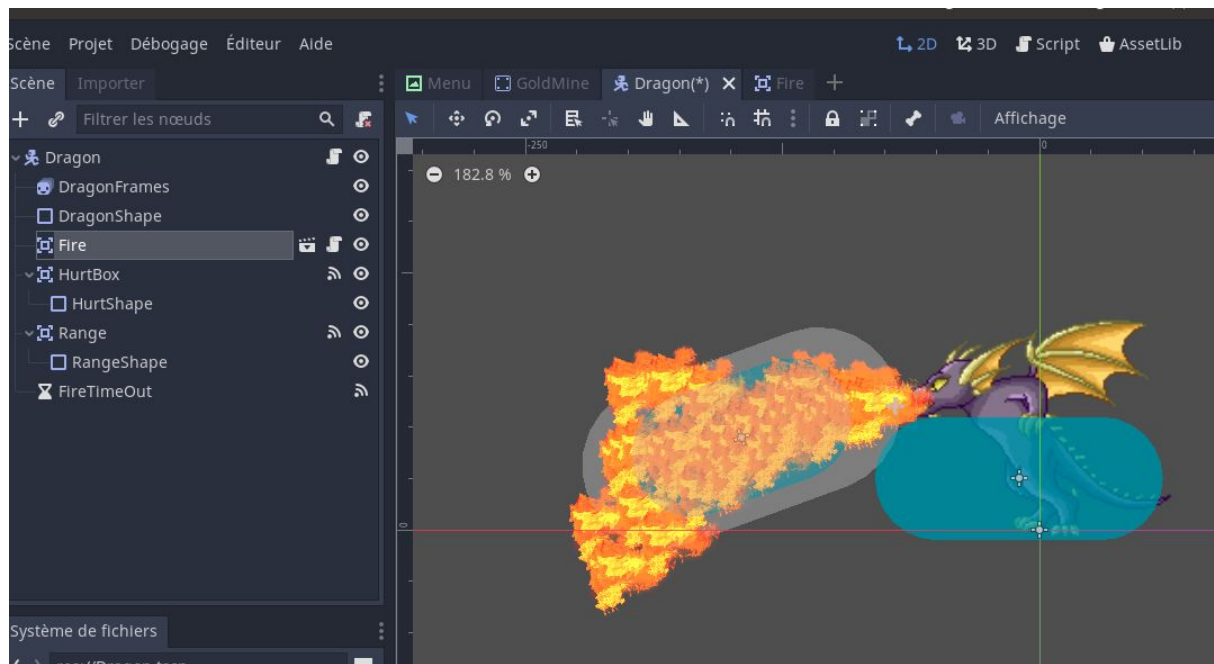 Scène Projet Débogage Éditeur Aide
2D 3D Script AssetLib
Scène Importer
Menu GoldMine Dragon(*) Fire
Filtrer les nœuds
Affichage
Dragon
DragonFrames
DragonShape
Fire
HurtBox
HurtShape
Range
RangeShape
FireTimeOut
-250
0
182.8 %
0
Système de fichiers